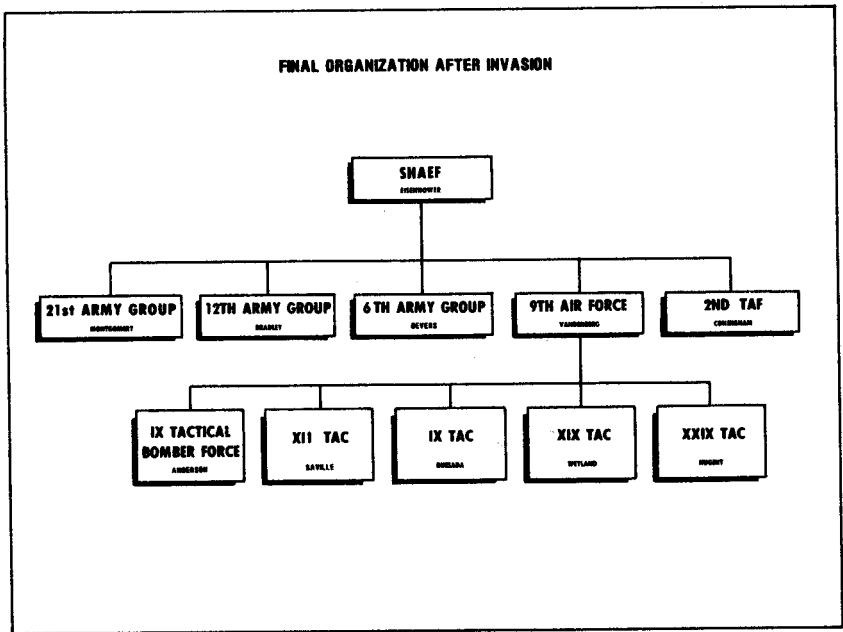 FINAL ORGANIZATION AFTER INVASION
SHAEF
EISENHOWER
21st ARMY GROUP
MONTGOMERY
12TH ARMY GROUP
BRADLEY
6TH ARMY GROUP
DEVERS
9TH AIR FORCE
VANDENBERG
2ND TAF
CONINGHAM
IX TACTICAL
BOMBER FORCE
ANDERSON
XII TAC
SAVILLE
IX TAC
QUESADA
XIX TAC
WEYLAND
XXIX TAC
NUGENT